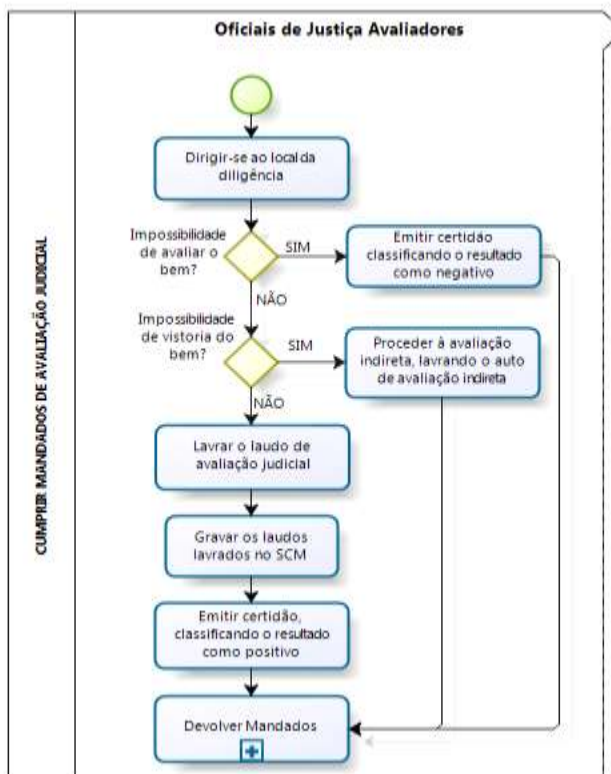 Oficiais de Justiça Avaliadores
CUMPRIR MANDADOS DE AVALIAÇÃO JUDICIAL
Dirigir-se ao local da
diligência
Impossibilidade
de avaliar o
bem?
SIM
Emitir certidão
classificando o resultado
como negativo
NÃO
Impossibilidade
de vistoria do
bem?
SIM
Proceder à avaliação
indireta, lavrando o auto
de avaliação indireta
NÃO
Lavrar o laudo de
avaliação judicial
Gravar os laudos
lavrados no SCM
Emitir certidão,
classificando o resultado
como positivo
Devolver Mandados